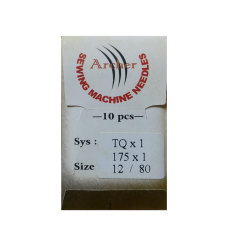 Archer
SEWING MACHINE NEEDLES
—10 pcs—
Sys : TQ x 1
175 x 1
Size 12 / 80